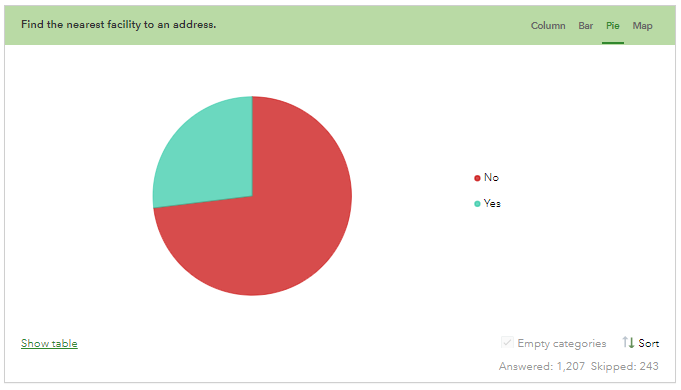 Find the nearest facility to an address.
Column Bar Pie Map
No
Yes
Show table
Empty categories Sort
Answered: 1,207 Skipped: 243